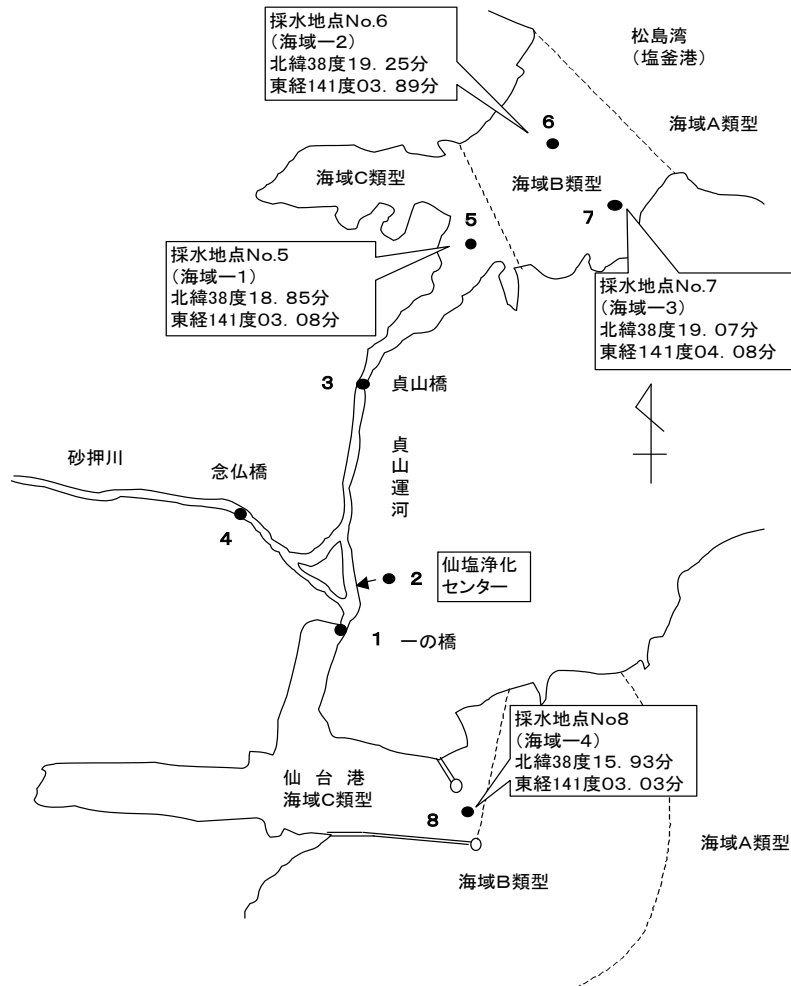 採水地点No.6
(海域ー2)
北緯38度19.25分
東経141度03.89分
松島湾
(塩釜港)
海域A類型
6
海域C類型
海域B類型
7
5
採水地点No.5
(海域ー1)
北緯38度18.85分
東経141度03.08分
採水地点No.7
(海域ー3)
北緯38度19.07分
東経141度04.08分
3
貞山橋
貞山運河
砂押川
念仏橋
4
2
仙塩浄化
センター
1
一の橋
採水地点No8
(海域ー4)
北緯38度15.93分
東経141度03.03分
仙台港
海域C類型
8
海域A類型
海域B類型